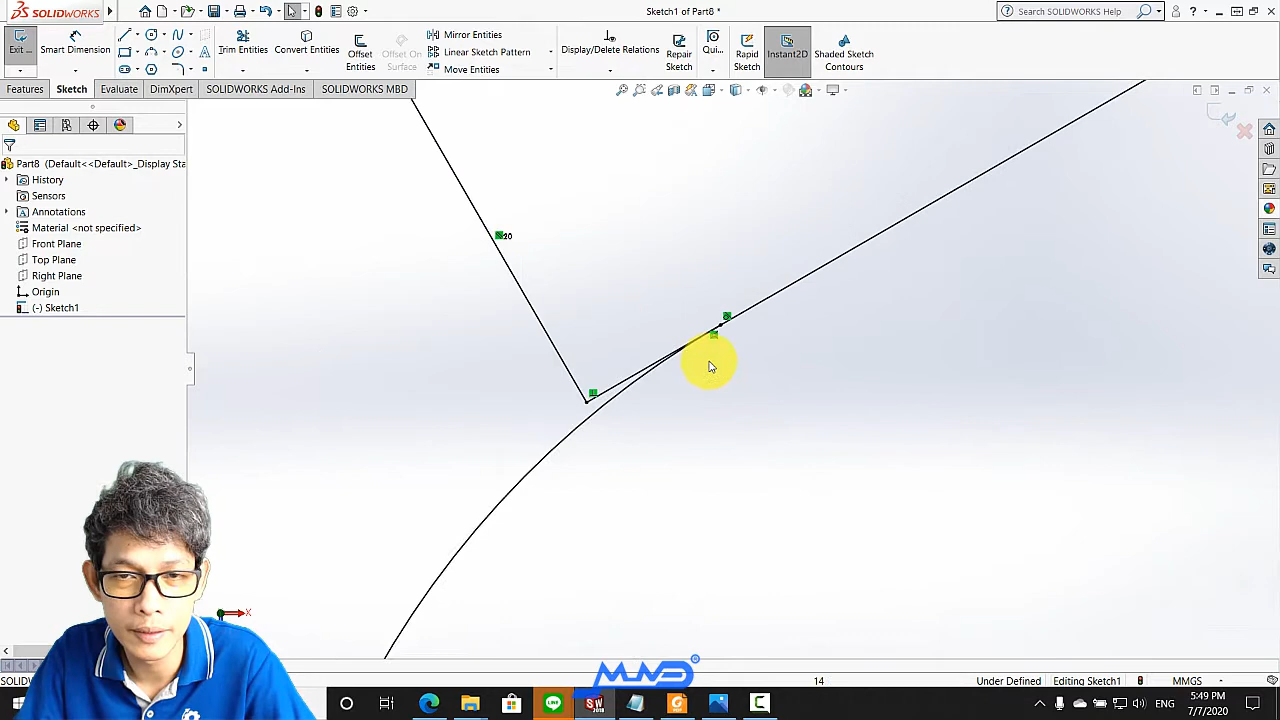 SOLIDWORKS
Sketch1 of Part8 *
Search SOLIDWORKS Help
Exit ...
Smart Dimension
Trim Entities
Convert Entities
Offset Entities
Offset On Surface
Mirror Entities
Linear Sketch Pattern
Move Entities
Display/Delete Relations
Repair Sketch
Qui...
Rapid Sketch
Instant2D
Shaded Sketch Contours
Features
Sketch
Evaluate
DimXpert
SOLIDWORKS Add-Ins
SOLIDWORKS MBD
Part8 (Default<<Default>_Display Sta
History
Sensors
Annotations
Material <not specified>
Front Plane
Top Plane
Right Plane
Origin
(-) Sketch1
20
X
SOLID
14
Under Defined
Editing Sketch1
MMGS
ENG
5:49 PM
7/7/2020